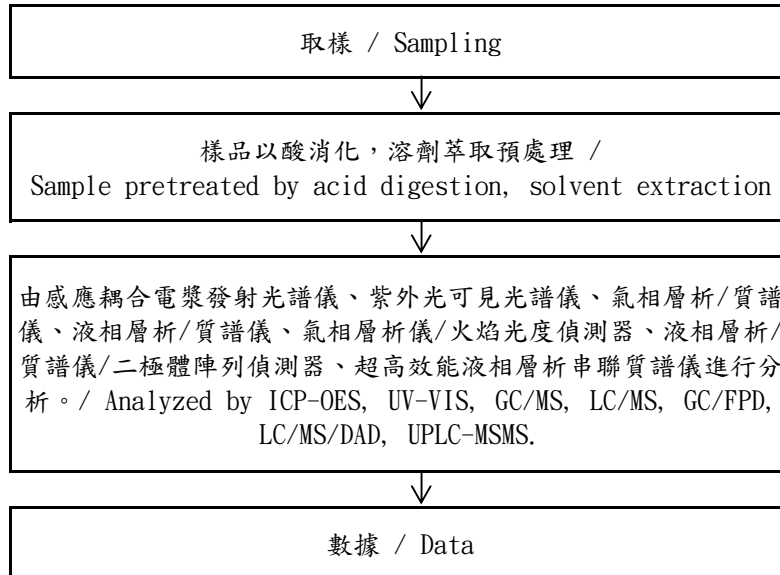 取樣 / Sampling
樣品以酸消化，溶劑萃取預處理 /
Sample pretreated by acid digestion, solvent extraction
由感應耦合電漿發射光譜儀、紫外光可見光譜儀、氣相層析/質譜
儀、液相層析/質譜儀、氣相層析儀/火焰光度偵測器、液相層析/
質譜儀/二極體陣列偵測器、超高效能液相層析串聯質譜儀進行分
析。/ Analyzed by ICP-OES, UV-VIS, GC/MS, LC/MS, GC/FPD,
LC/MS/DAD, UPLC-MSMS.
數據 / Data